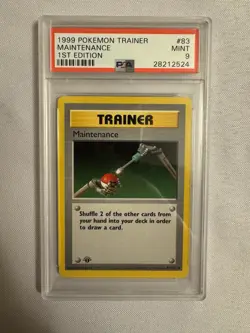 1999 POKEMON TRAINER #83
MAINTENANCE MINT
1ST EDITION 9
PSA 28212524
TRAINER
Maintenance
Shuffle 2 of the other cards from
your hand into your deck in order
to draw a card.